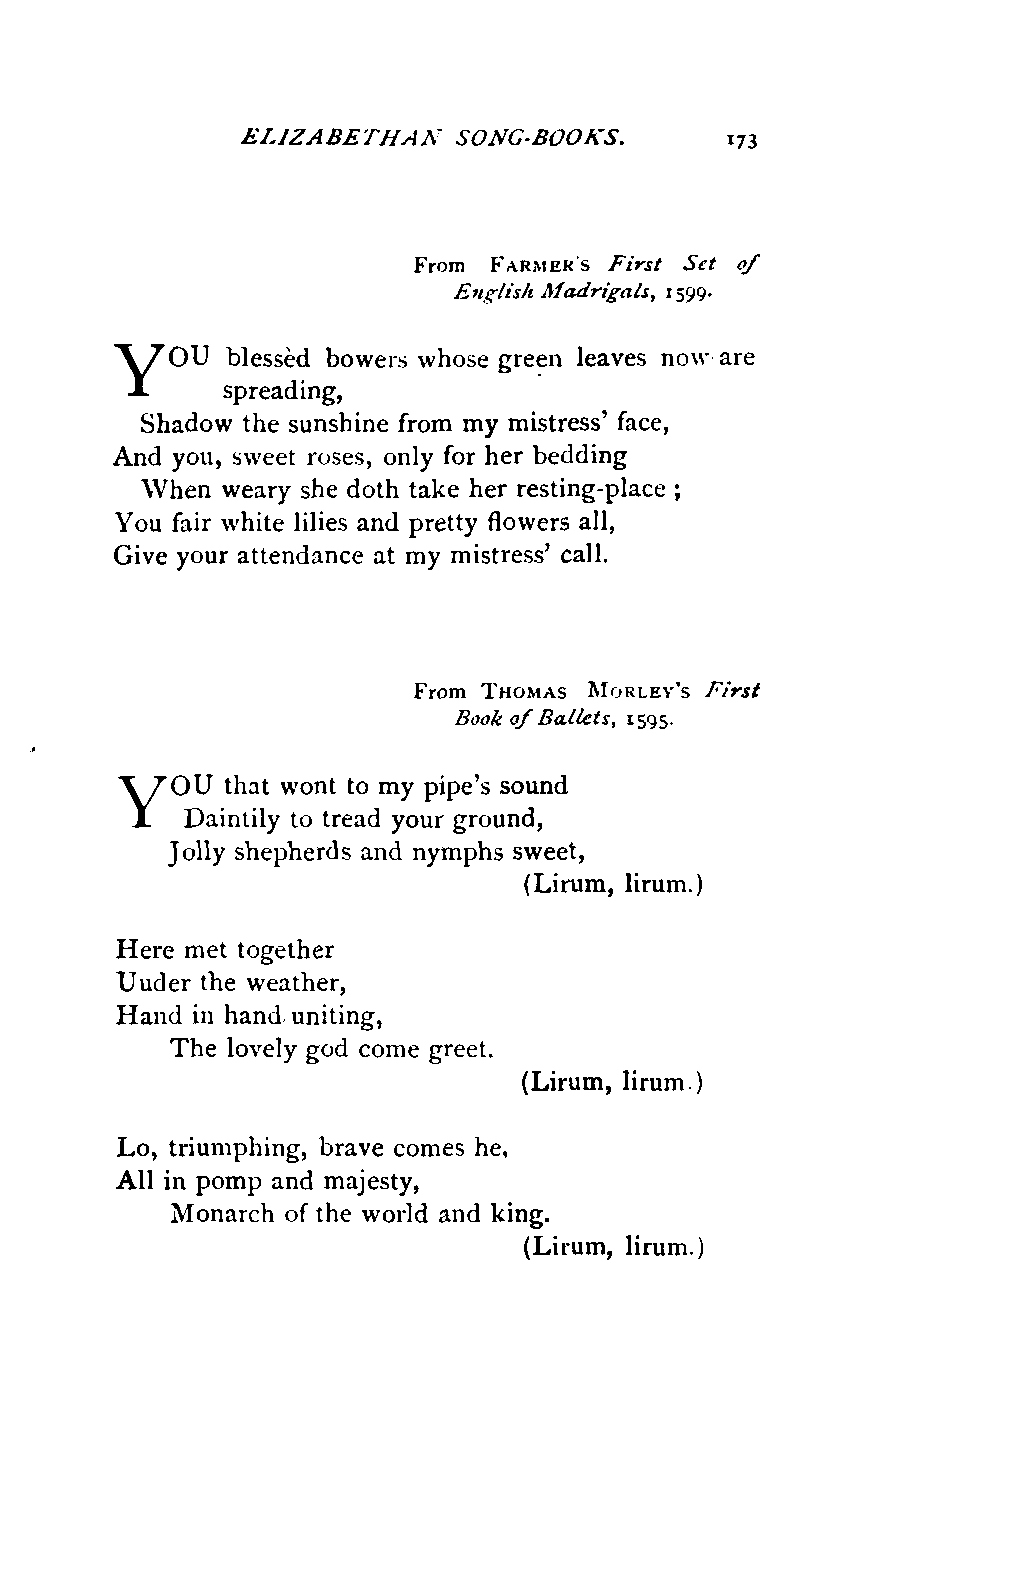 ELIZABETHAN SONG-BOOKS. 173
From FARMER'S First Set of
English Madrigals, 1599.
YOU blessèd bowers whose green leaves now are
spreading,
Shadow the sunshine from my mistress' face,
And you, sweet roses, only for her bedding
When weary she doth take her resting-place ;
You fair white lilies and pretty flowers all,
Give your attendance at my mistress' call.
From THOMAS MORLEY'S First
Book of Ballets, 1595.
YOU that wont to my pipe's sound
Daintily to tread your ground,
Jolly shepherds and nymphs sweet,
(Lirum, lirum.)
Here met together
Uuder the weather,
Hand in hand uniting,
The lovely god come greet.
(Lirum, lirum.)
Lo, triumphing, brave comes he,
All in pomp and majesty,
Monarch of the world and king.
(Lirum, lirum.)